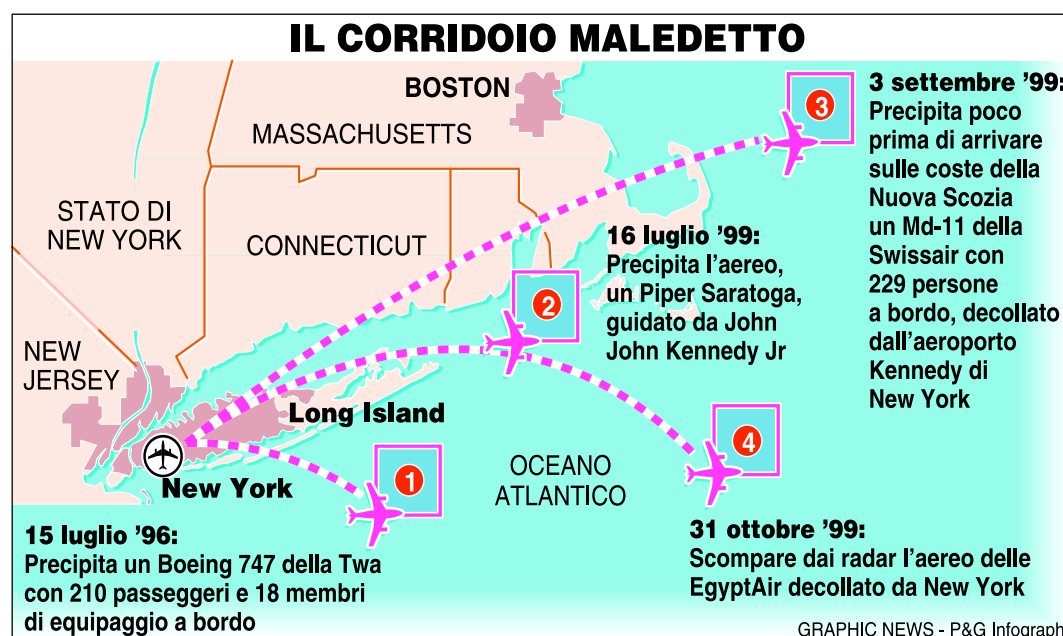 IL CORRIDOIO MALEDETTO
BOSTON
MASSACHUSETTS
STATO DI
NEW YORK
CONNECTICUT
NEW
JERSEY
Long Island
New York
OCEANO
ATLANTICO
1
15 luglio '96:
Precipita un Boeing 747 della Twa
con 210 passeggeri e 18 membri
di equipaggio a bordo
2
16 luglio '99:
Precipita l'aereo,
un Piper Saratoga,
guidato da John
John Kennedy Jr
3
3 settembre '99:
Precipita poco
prima di arrivare
sulle coste della
Nuova Scozia
un Md-11 della
Swissair con
229 persone
a bordo, decollato
dall'aeroporto
Kennedy di
New York
4
31 ottobre '99:
Scompare dai radar l'aereo delle
EgyptAir decollato da New York
GRAPHIC NEWS - P&G Infograph